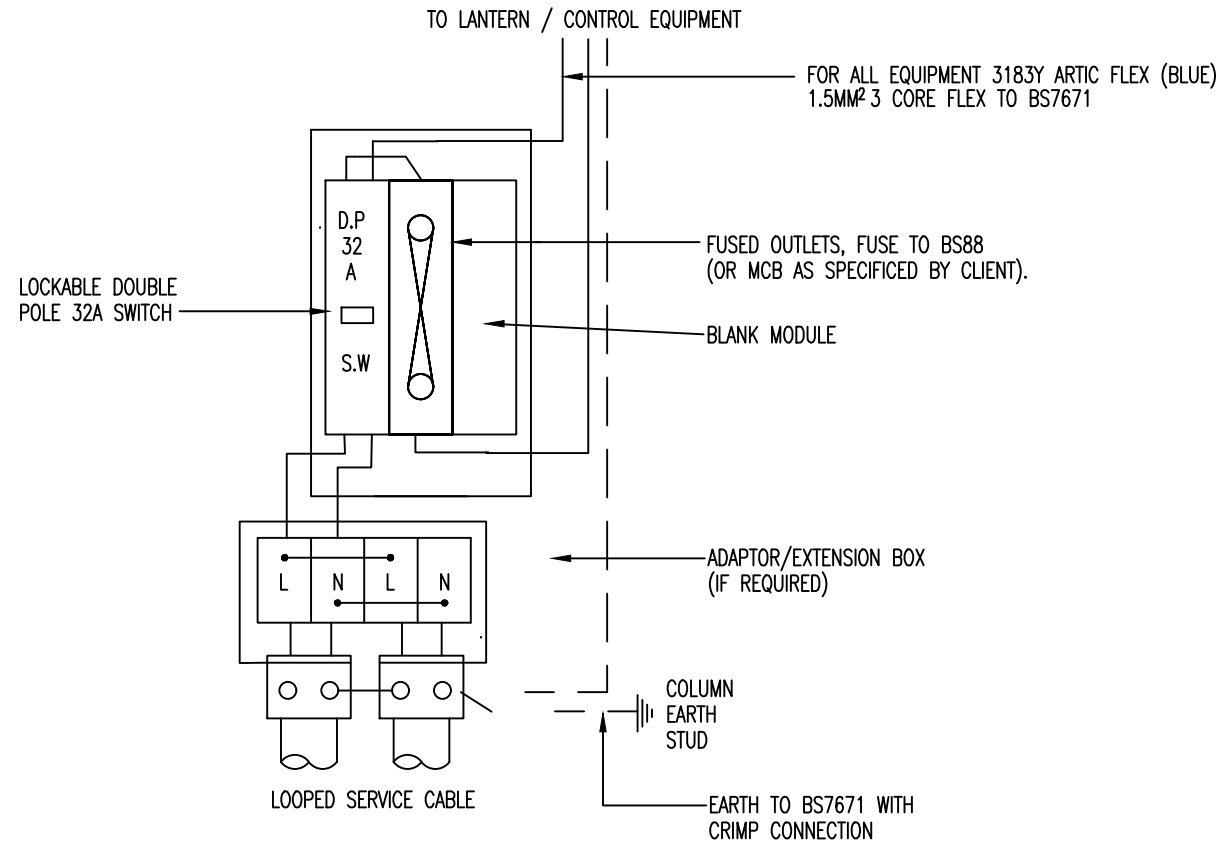 TO LANTERN / CONTROL EQUIPMENT
FOR ALL EQUIPMENT 3183Y ARTIC FLEX (BLUE)
1.5MM² 3 CORE FLEX TO BS7671
D.P
32
A
S.W
FUSED OUTLETS, FUSE TO BS88
(OR MCB AS SPECIFICED BY CLIENT).
LOCKABLE DOUBLE
POLE 32A SWITCH
BLANK MODULE
ADAPTOR/EXTENSION BOX
(IF REQUIRED)
L N L N
COLUMN
EARTH
STUD
LOOPED SERVICE CABLE
EARTH TO BS7671 WITH
CRIMP CONNECTION